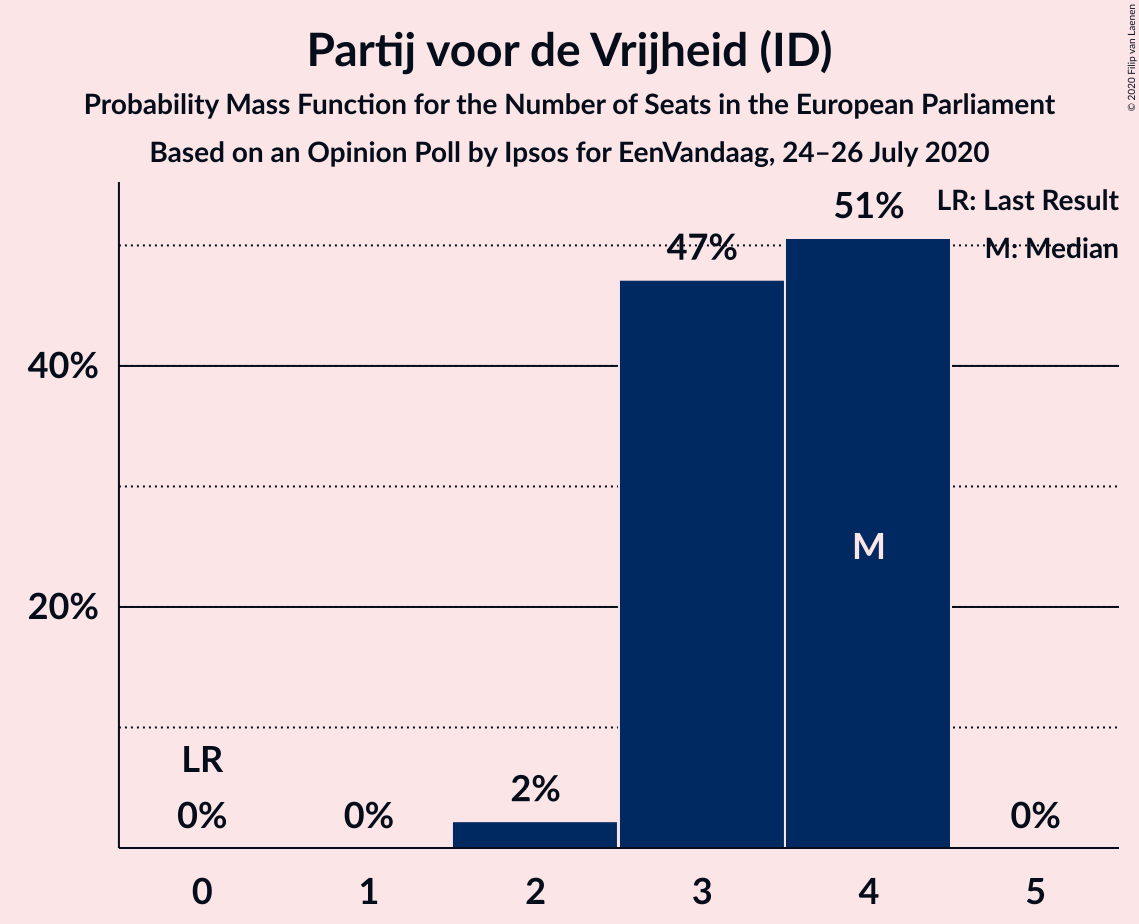 Partij voor de Vrijheid (ID)
Probability Mass Function for the Number of Seats in the European Parliament
Based on an Opinion Poll by Ipsos for EenVandaag, 24–26 July 2020
© 2020 Filip van Laenen
LR: Last Result
M: Median
51%
47%
40%
M
20%
LR
2%
0%
0%
0%
0
1
2
3
4
5